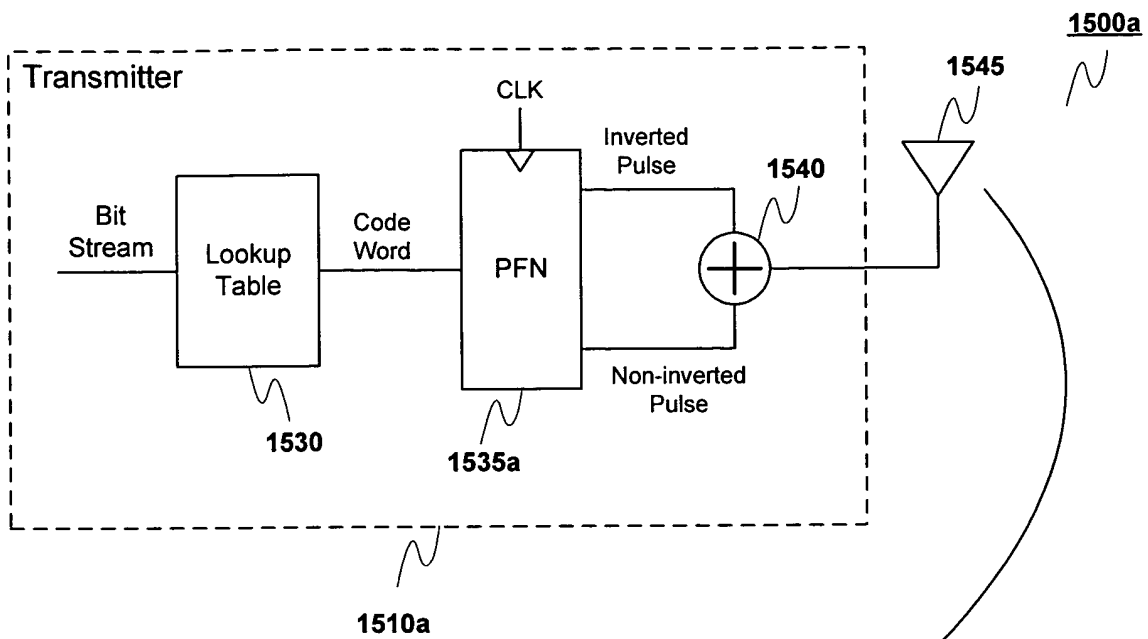 1500a
Transmitter
1545
CLK
Inverted
Pulse
1540
Bit
Stream
Lookup
Table
Code
Word
PFN
Non-inverted
Pulse
1530
1535a
1510a